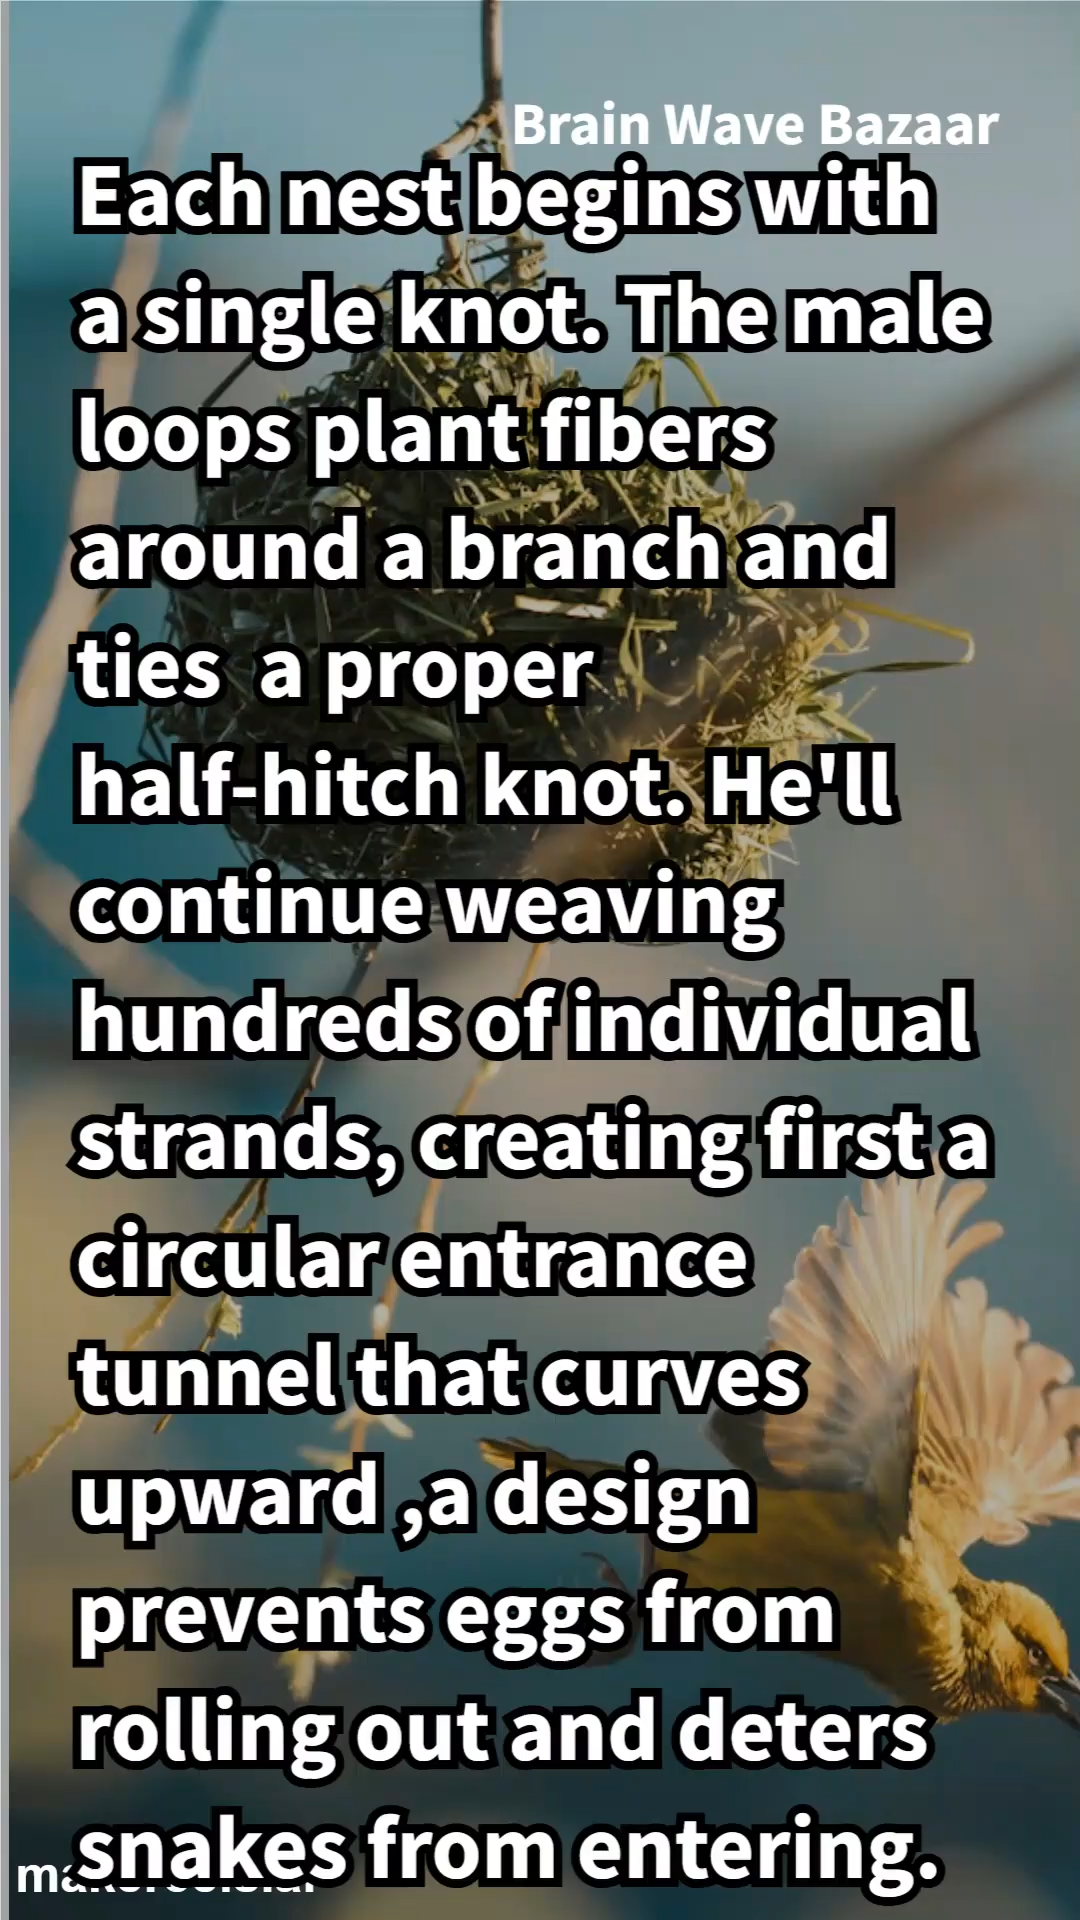 Brain Wave Bazaar
Each nest begins with
a single knot. The male
loops plant fibers
around a branch and
ties  a proper
half-hitch knot. He'll
continue weaving
hundreds of individual
strands, creating first a
circular entrance
tunnel that curves
upward ,a design
prevents eggs from
rolling out and deters
snakes from entering.